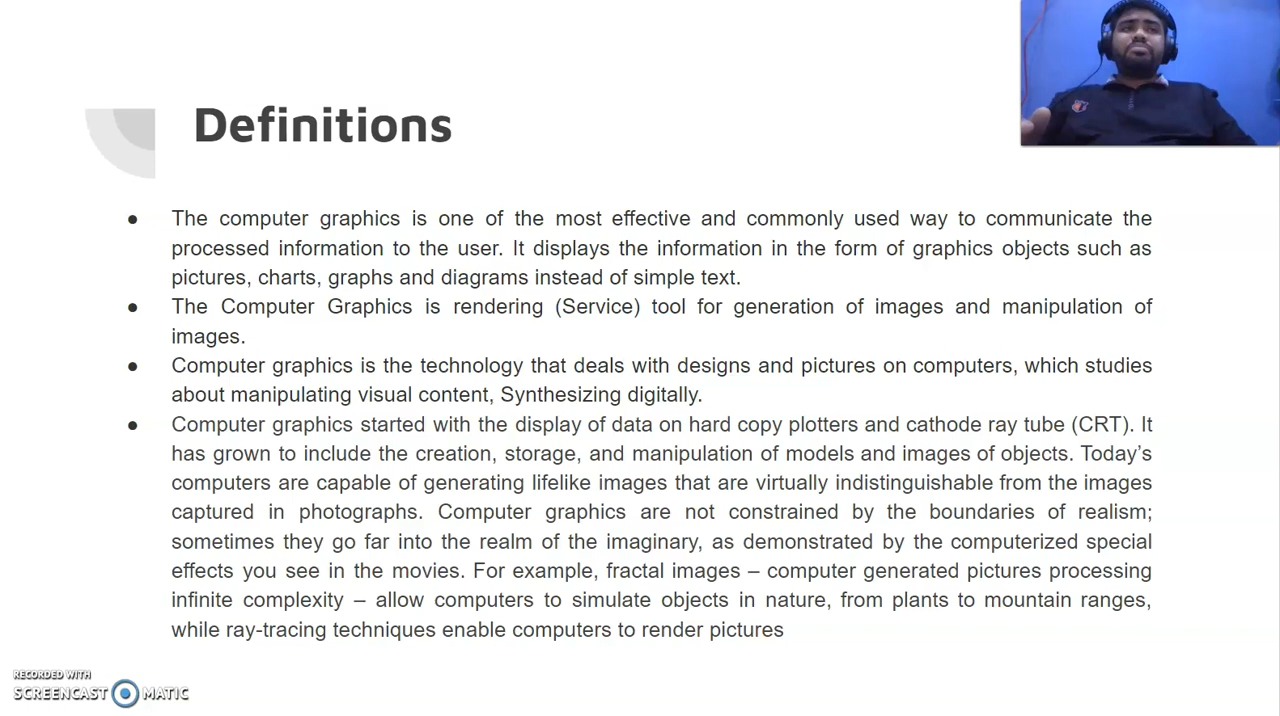 Definitions
● The computer graphics is one of the most effective and commonly used way to communicate the
processed information to the user. It displays the information in the form of graphics objects such as
pictures, charts, graphs and diagrams instead of simple text.
● The Computer Graphics is rendering (Service) tool for generation of images and manipulation of
images.
● Computer graphics is the technology that deals with designs and pictures on computers, which studies
about manipulating visual content, Synthesizing digitally.
● Computer graphics started with the display of data on hard copy plotters and cathode ray tube (CRT). It
has grown to include the creation, storage, and manipulation of models and images of objects. Today’s
computers are capable of generating lifelike images that are virtually indistinguishable from the images
captured in photographs. Computer graphics are not constrained by the boundaries of realism;
sometimes they go far into the realm of the imaginary, as demonstrated by the computerized special
effects you see in the movies. For example, fractal images – computer generated pictures processing
infinite complexity – allow computers to simulate objects in nature, from plants to mountain ranges,
while ray-tracing techniques enable computers to render pictures
RECORDED WITH
SCREENCAST MATIC